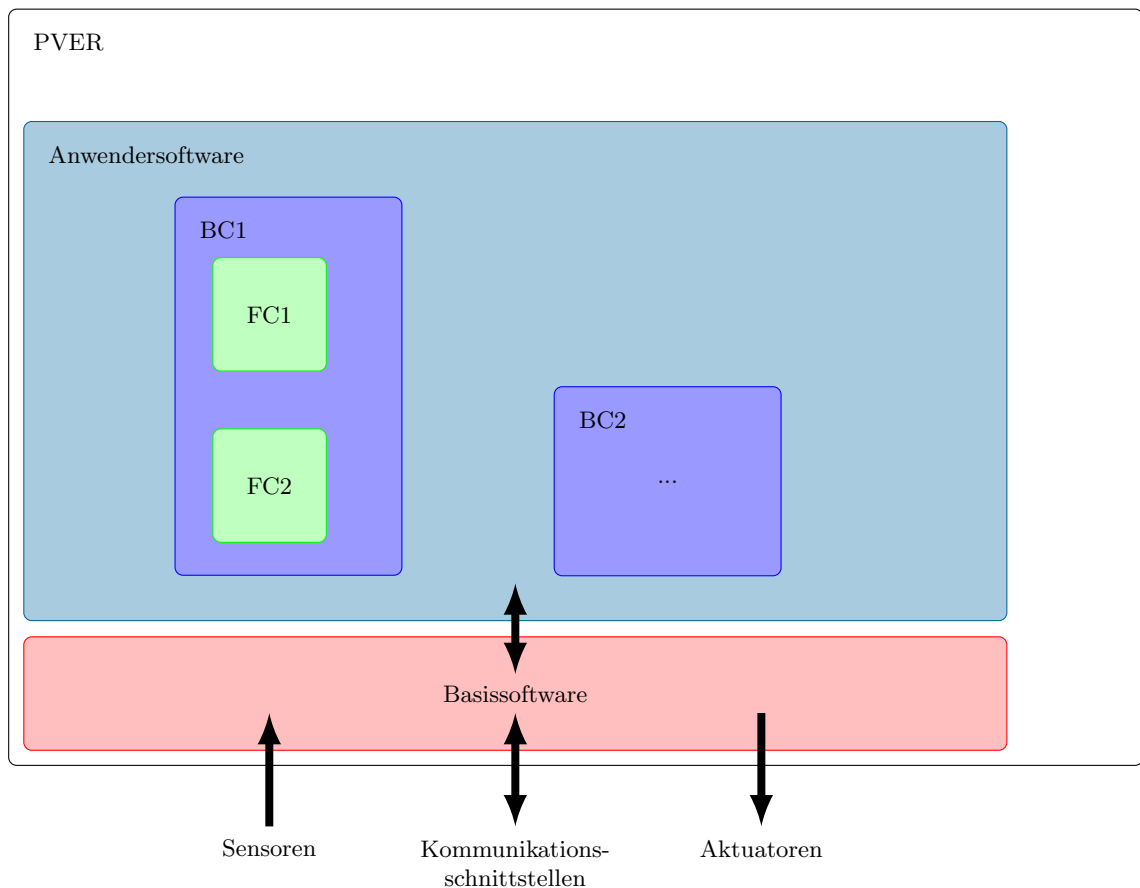 PVER
Anwendersoftware
BC1
FC1
BC2
...
FC2
Basissoftware
Sensoren
Kommunikations-
schnittstellen
Aktuatoren